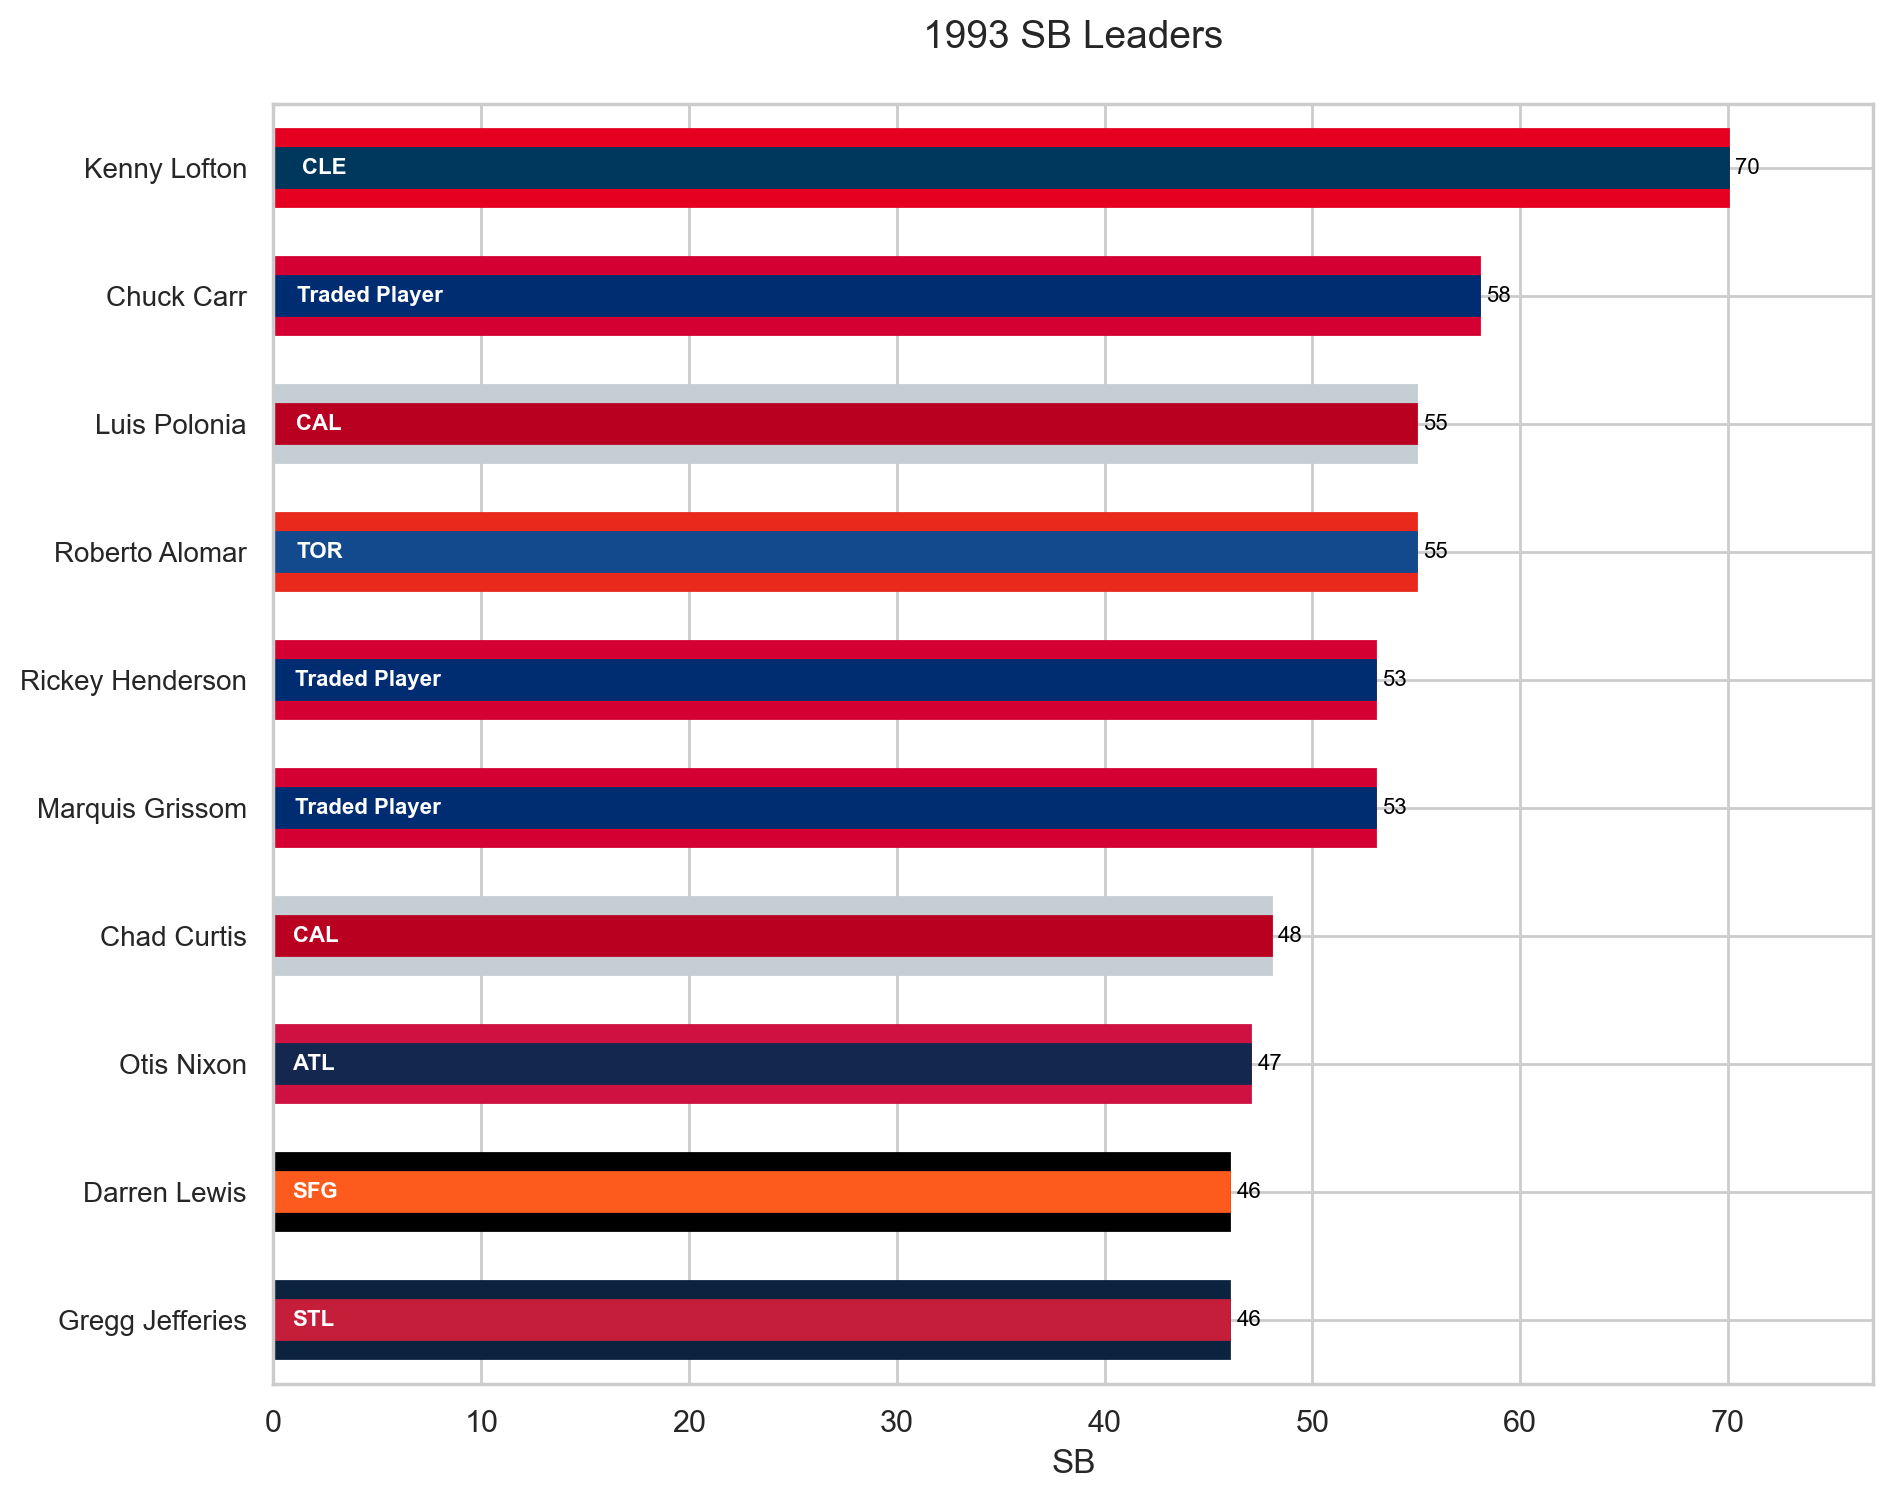 1993 SB Leaders
Kenny Lofton
CLE
70
Chuck Carr
Traded Player
58
Luis Polonia
CAL
55
Roberto Alomar
TOR
55
Rickey Henderson
Traded Player
53
Marquis Grissom
Traded Player
53
Chad Curtis
CAL
48
Otis Nixon
ATL
47
Darren Lewis
SFG
46
Gregg Jefferies
STL
46
0 10 20 30 40 50 60 70
SB